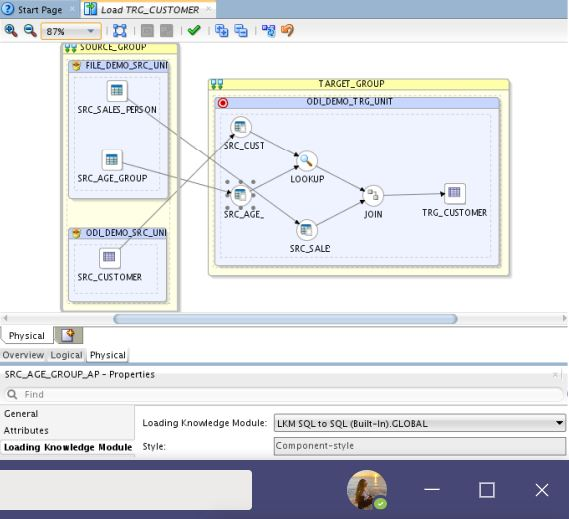 Start Page
Load TRG_CUSTOMER
87%
SOURCE_GROUP
FILE_DEMO_SRC_UNI
SRC_SALES_PERSON
SRC_AGE_GROUP
ODI_DEMO_SRC_UNI
SRC_CUSTOMER
TARGET_GROUP
ODI_DEMO_TRG_UNIT
SRC_CUST
LOOKUP
SRC_AGE_
JOIN
TRG_CUSTOMER
SRC_SALE
Physical
Overview Logical Physical
SRC_AGE_GROUP_AP - Properties
Find
General
Attributes
Loading Knowledge Module
Loading Knowledge Module: LKM SQL to SQL (Built-In).GLOBAL
Style: Component-style